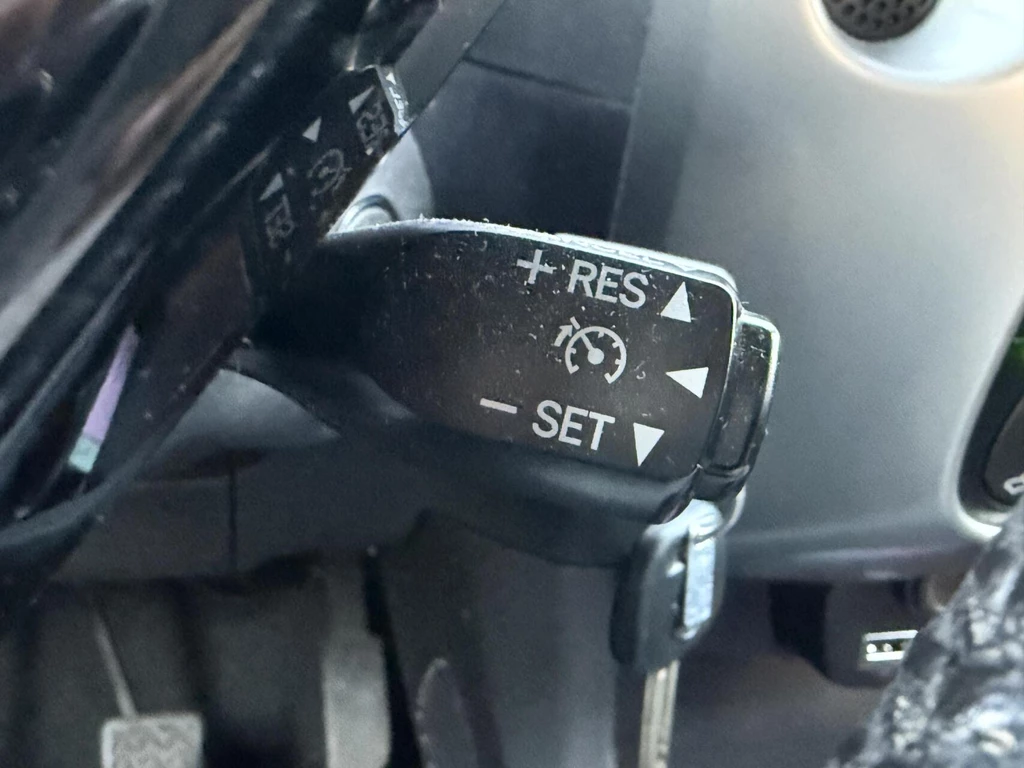 + RES
− SET